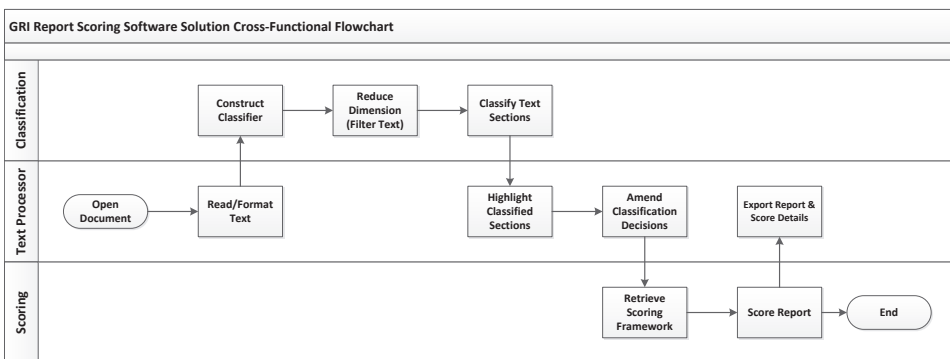 GRI Report Scoring Software Solution Cross-Functional Flowchart
Classification
Construct
Classifier
Reduce
Dimension
(Filter Text)
Classify Text
Sections
Text Processor
Open
Document
Read/Format
Text
Highlight
Classified
Sections
Amend
Classification
Decisions
Export Report &
Score Details
Scoring
Retrieve
Scoring
Framework
Score Report
End